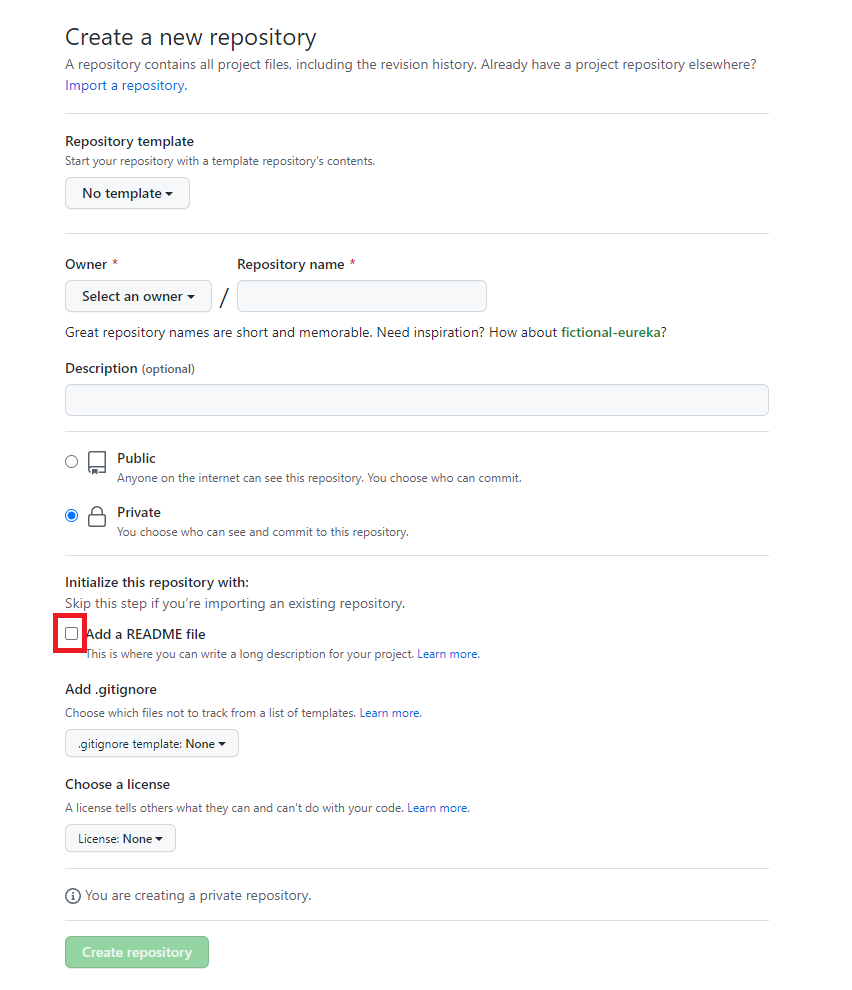 Create a new repository
A repository contains all project files, including the revision history. Already have a project repository elsewhere?
Import a repository.
Repository template
Start your repository with a template repository's contents.
No template
Owner *
Repository name *
Select an owner
/
Great repository names are short and memorable. Need inspiration? How about fictional-eureka?
Description (optional)
Public
Anyone on the internet can see this repository. You choose who can commit.
Private
You choose who can see and commit to this repository.
Initialize this repository with:
Skip this step if you’re importing an existing repository.
Add a README file
This is where you can write a long description for your project. Learn more.
Add .gitignore
Choose which files not to track from a list of templates. Learn more.
.gitignore template: None
Choose a license
A license tells others what they can and can't do with your code. Learn more.
License: None
You are creating a private repository.
Create repository